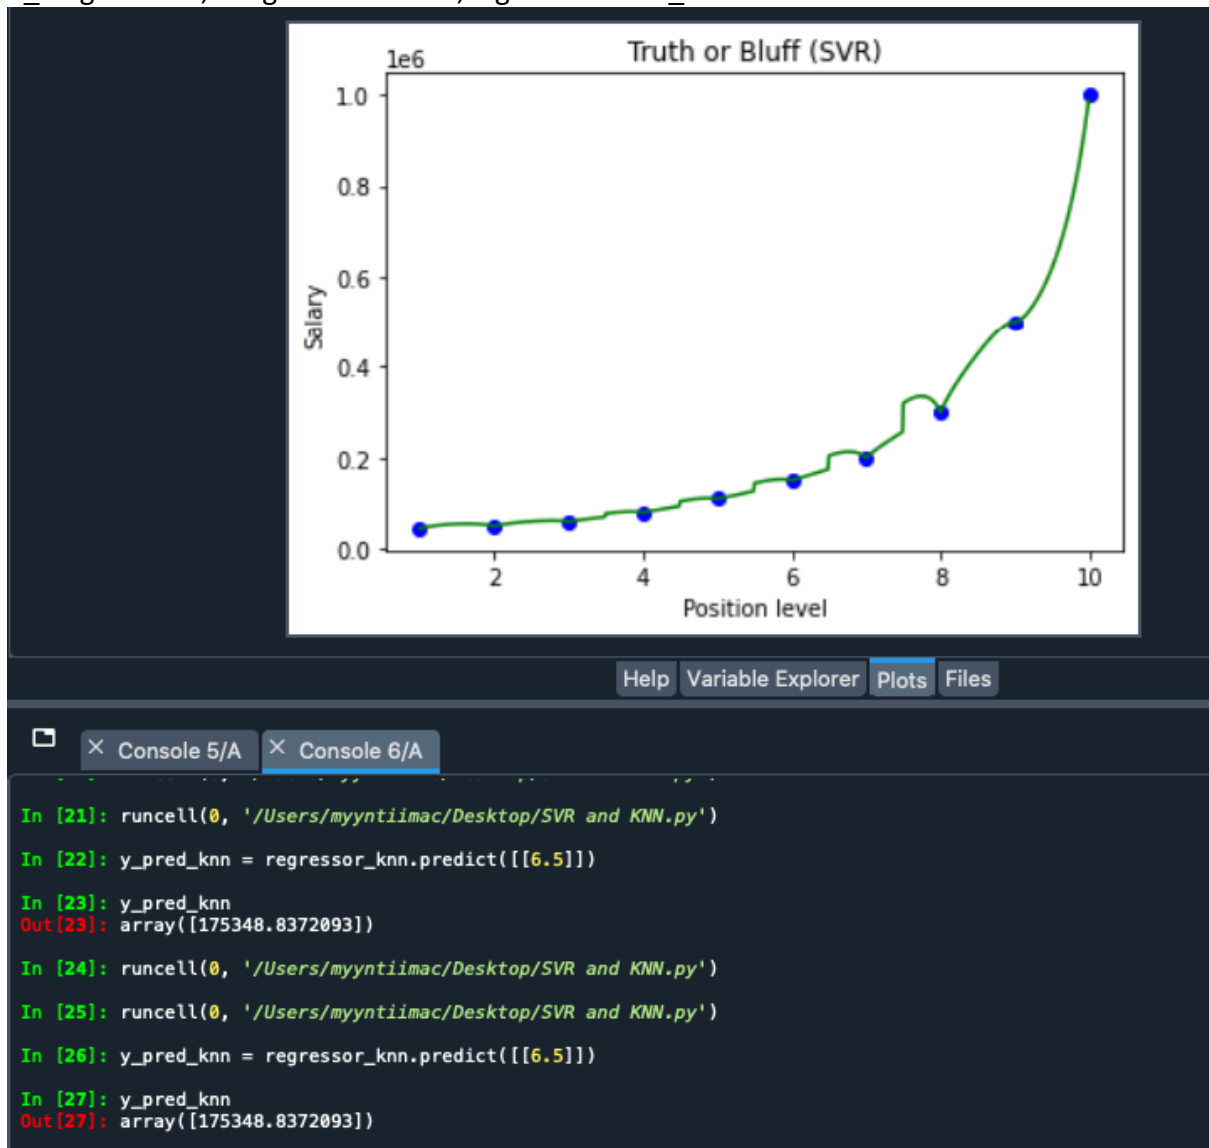 Truth or Bluff (SVR)
1e6
1.0
0.8
0.6
0.4
0.2
0.0
Salary
2 4 6 8 10
Position level
Help Variable Explorer Plots Files
Console 5/A Console 6/A
In [21]: runcell(0, '/Users/myyntiimac/Desktop/SVR and KNN.py')
In [22]: y_pred_knn = regressor_knn.predict([[6.5]])
In [23]: y_pred_knn
Out[23]: array([175348.8372093])
In [24]: runcell(0, '/Users/myyntiimac/Desktop/SVR and KNN.py')
In [25]: runcell(0, '/Users/myyntiimac/Desktop/SVR and KNN.py')
In [26]: y_pred_knn = regressor_knn.predict([[6.5]])
In [27]: y_pred_knn
Out[27]: array([175348.8372093])